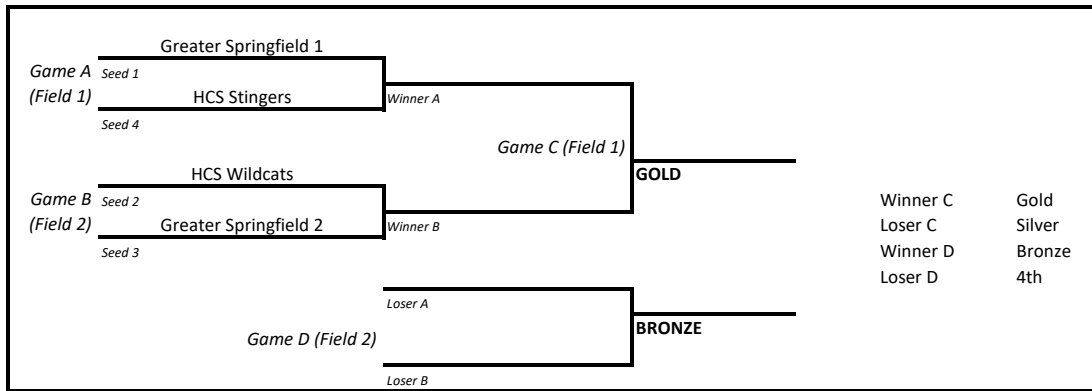 Greater Springfield 1
Game A
(Field 1)
Seed 1
HCS Stingers
Seed 4
Winner A
Game C (Field 1)
GOLD
HCS Wildcats
Game B
(Field 2)
Seed 2
Greater Springfield 2
Seed 3
Winner B
Winner C Gold
Loser C Silver
Winner D Bronze
Loser D 4th
Loser A
Game D (Field 2)
BRONZE
Loser B